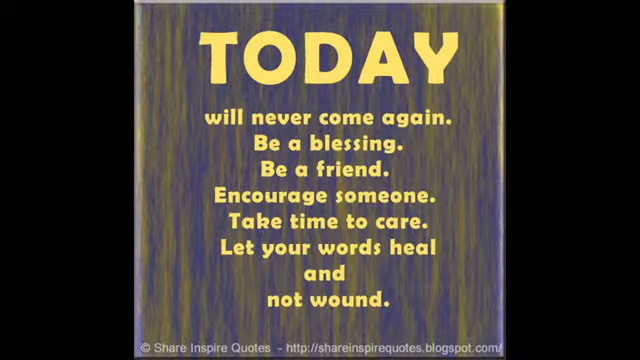 TODAY
will never come again.
Be a blessing.
Be a friend.
Encourage someone.
Take time to care.
Let your words heal
and
not wound.
© Share Inspire Quotes - http://shareinspirequotes.blogspot.com/